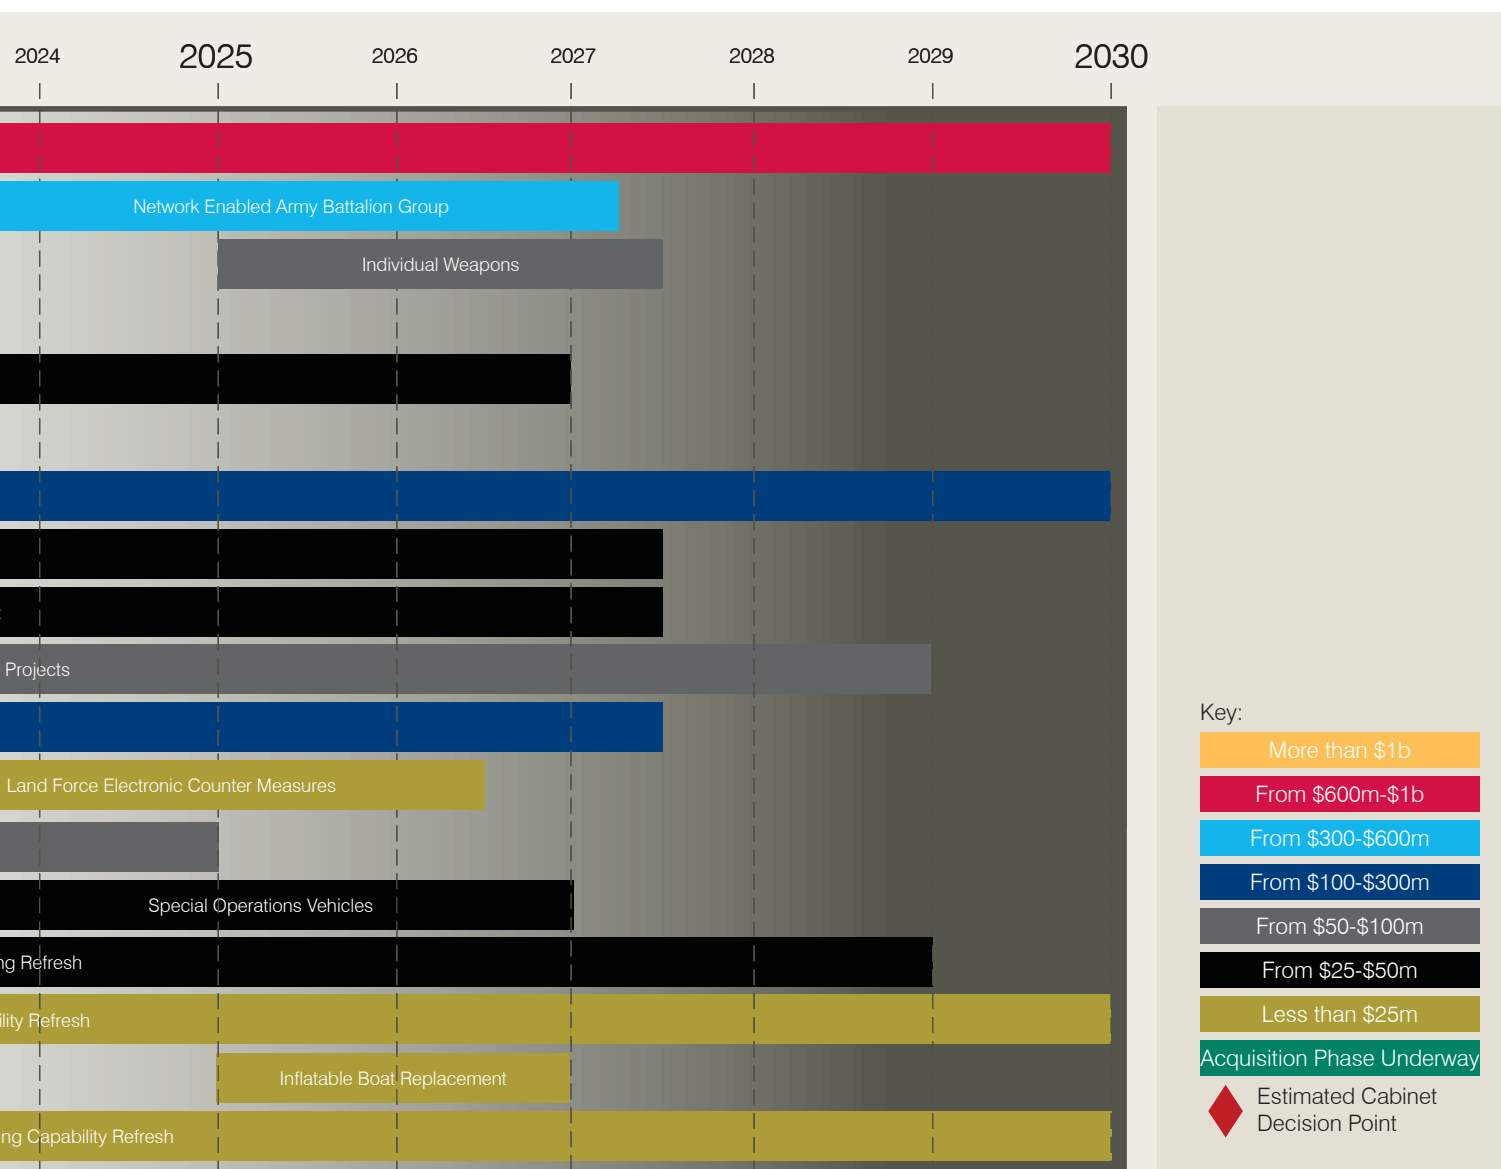 2024 2025 2026 2027 2028 2029 2030
Network Enabled Army Battalion Group
Individual Weapons
Projects
Land Force Electronic Counter Measures
Special Operations Vehicles
ng Refresh
ility Refresh
Inflatable Boat Replacement
ng Capability Refresh
Key:
More than $1b
From $600m-$1b
From $300-$600m
From $100-$300m
From $50-$100m
From $25-$50m
Less than $25m
Acquisition Phase Underway
Estimated Cabinet
Decision Point